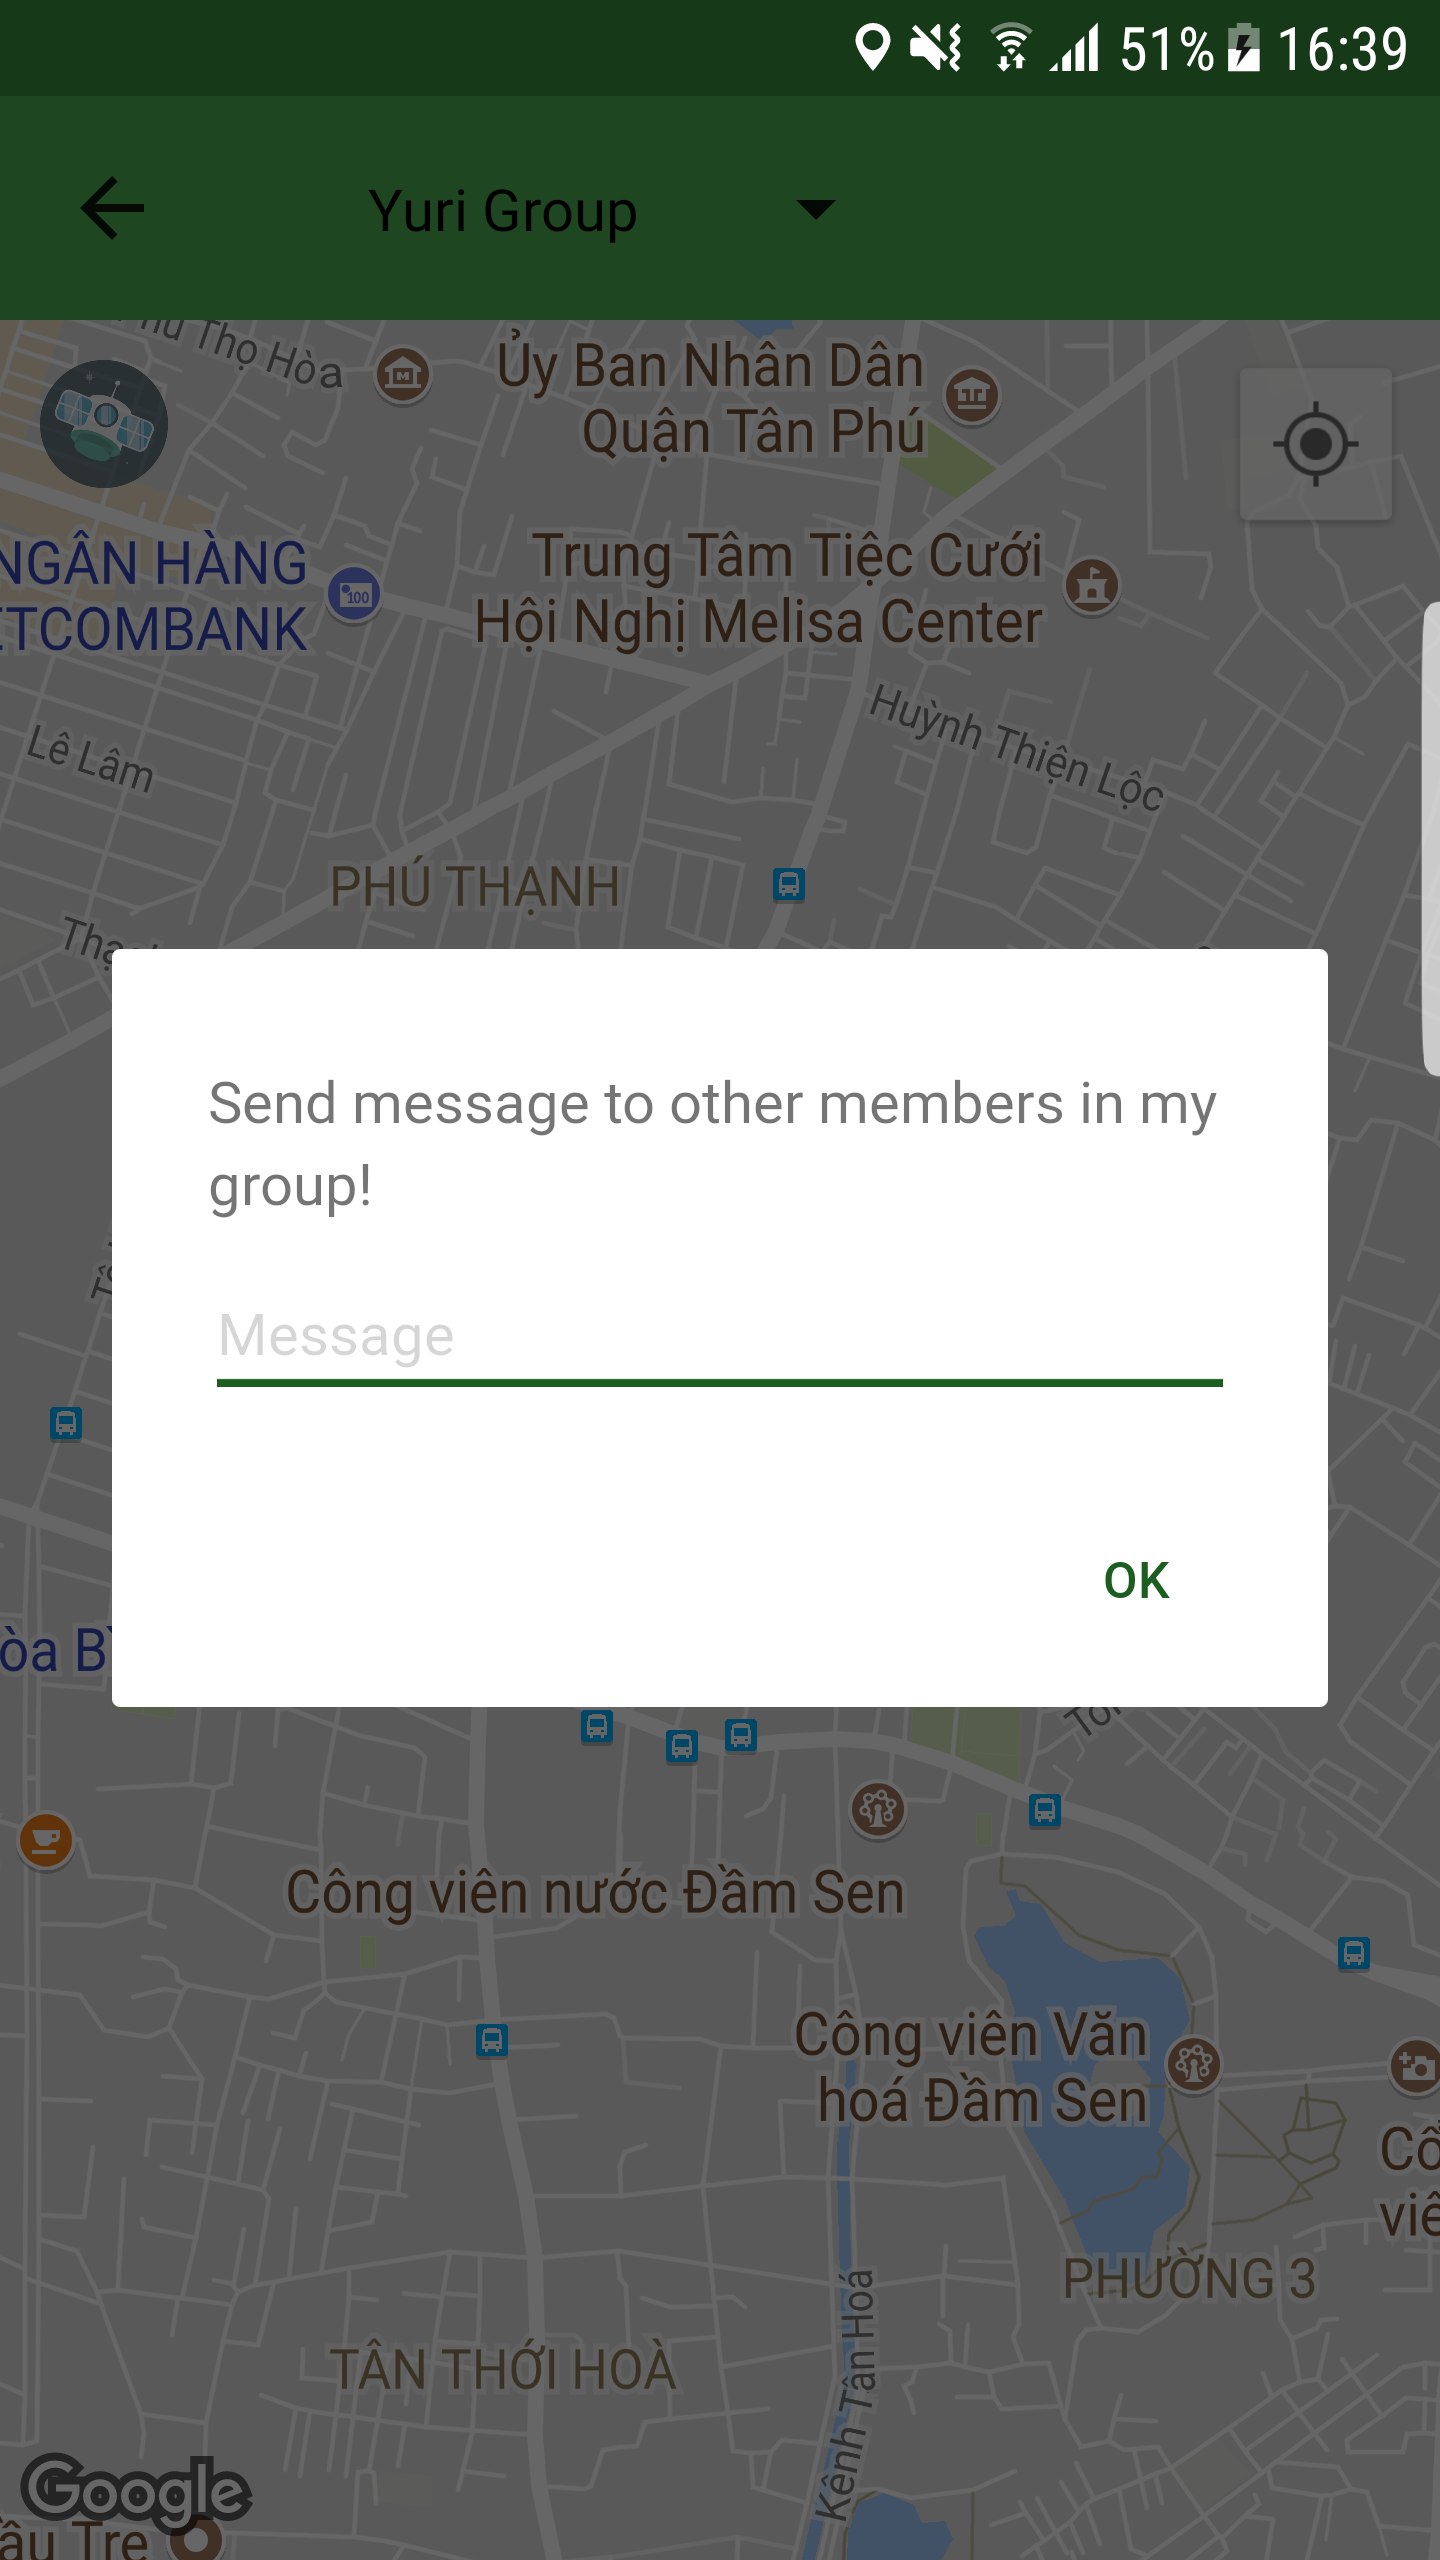 51% 16:39
Yuri Group
Thọ Hòa
Ủy Ban Nhân Dân
Quận Tân Phú
NGÂN HÀNG
ETCOMBANK
100
Trung Tâm Tiệc Cưới
Hội Nghị Melisa Center
Huỳnh Thiện Lộc
Lê Lâm
PHÚ THẠNH
Send message to other members in my
group!
Message
OK
òa B
Công viên nước Đầm Sen
Công viên Văn
hoá Đầm Sen
PHƯỜNG 3
TÂN THỚI HOÀ
Kênh Tân Hoá
Google
ầu Tre